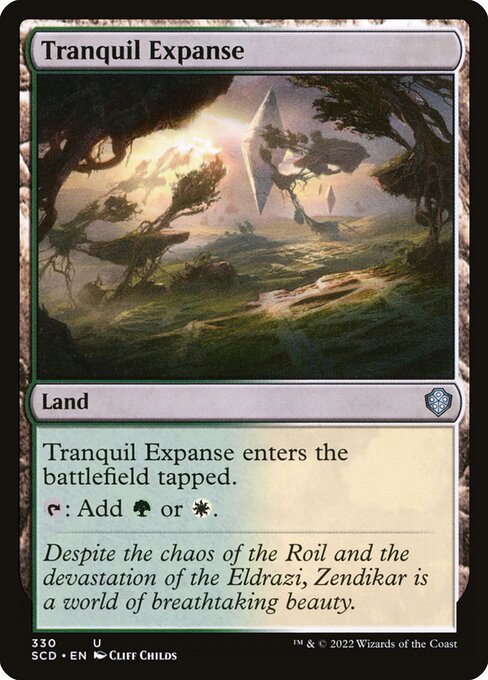 Tranquil Expanse
Land
Tranquil Expanse enters the
battlefield tapped.
: Add or .
Despite the chaos of the Roil and the
devastation of the Eldrazi, Zendikar is
a world of breathtaking beauty.
330 U
SCD • EN Cliff Childs
™ & © 2022 Wizards of the Coast